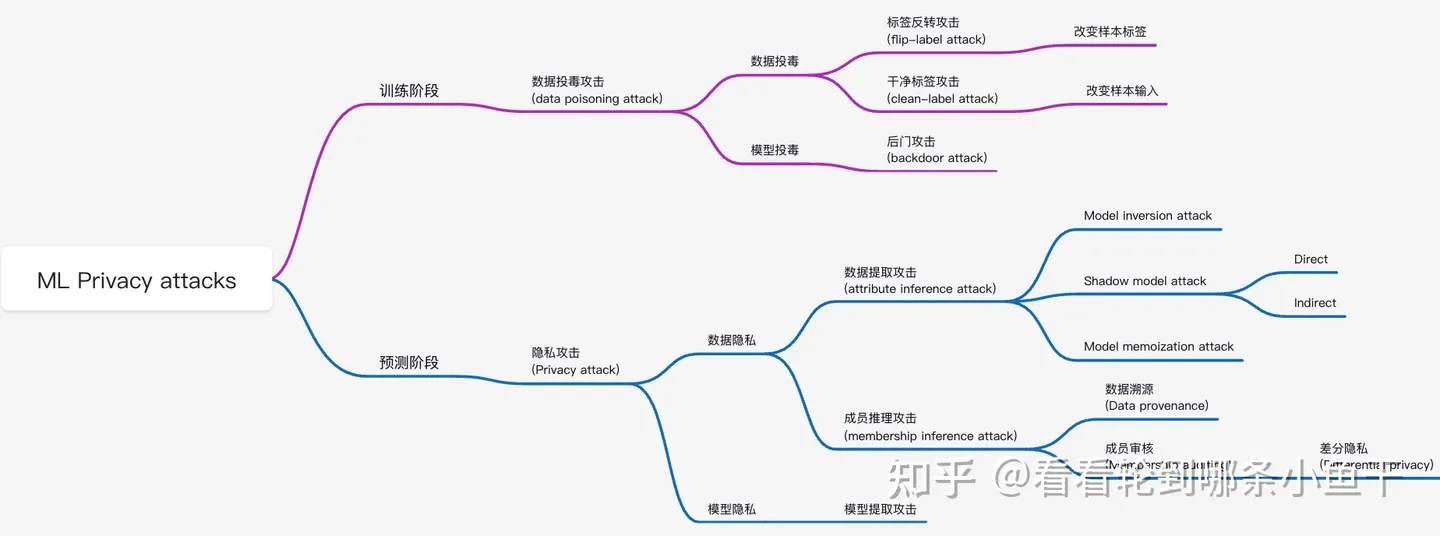 ML Privacy attacks
训练阶段
数据投毒攻击
(data poisoning attack)
数据投毒
标签反转攻击
(flip-label attack)
改变样本标签
干净标签攻击
(clean-label attack)
改变样本输入
模型投毒
后门攻击
(backdoor attack)
预测阶段
隐私攻击
(Privacy attack)
数据隐私
数据提取攻击
(attribute inference attack)
Model inversion attack
Shadow model attack
Direct
Indirect
Model memoization attack
成员推理攻击
(membership inference attack)
数据溯源
(Data provenance)
成员审核
(Membership auditing)
差分隐私
(Differential privacy)
模型隐私
模型提取攻击
知乎 @看看轮到哪条小鱼干